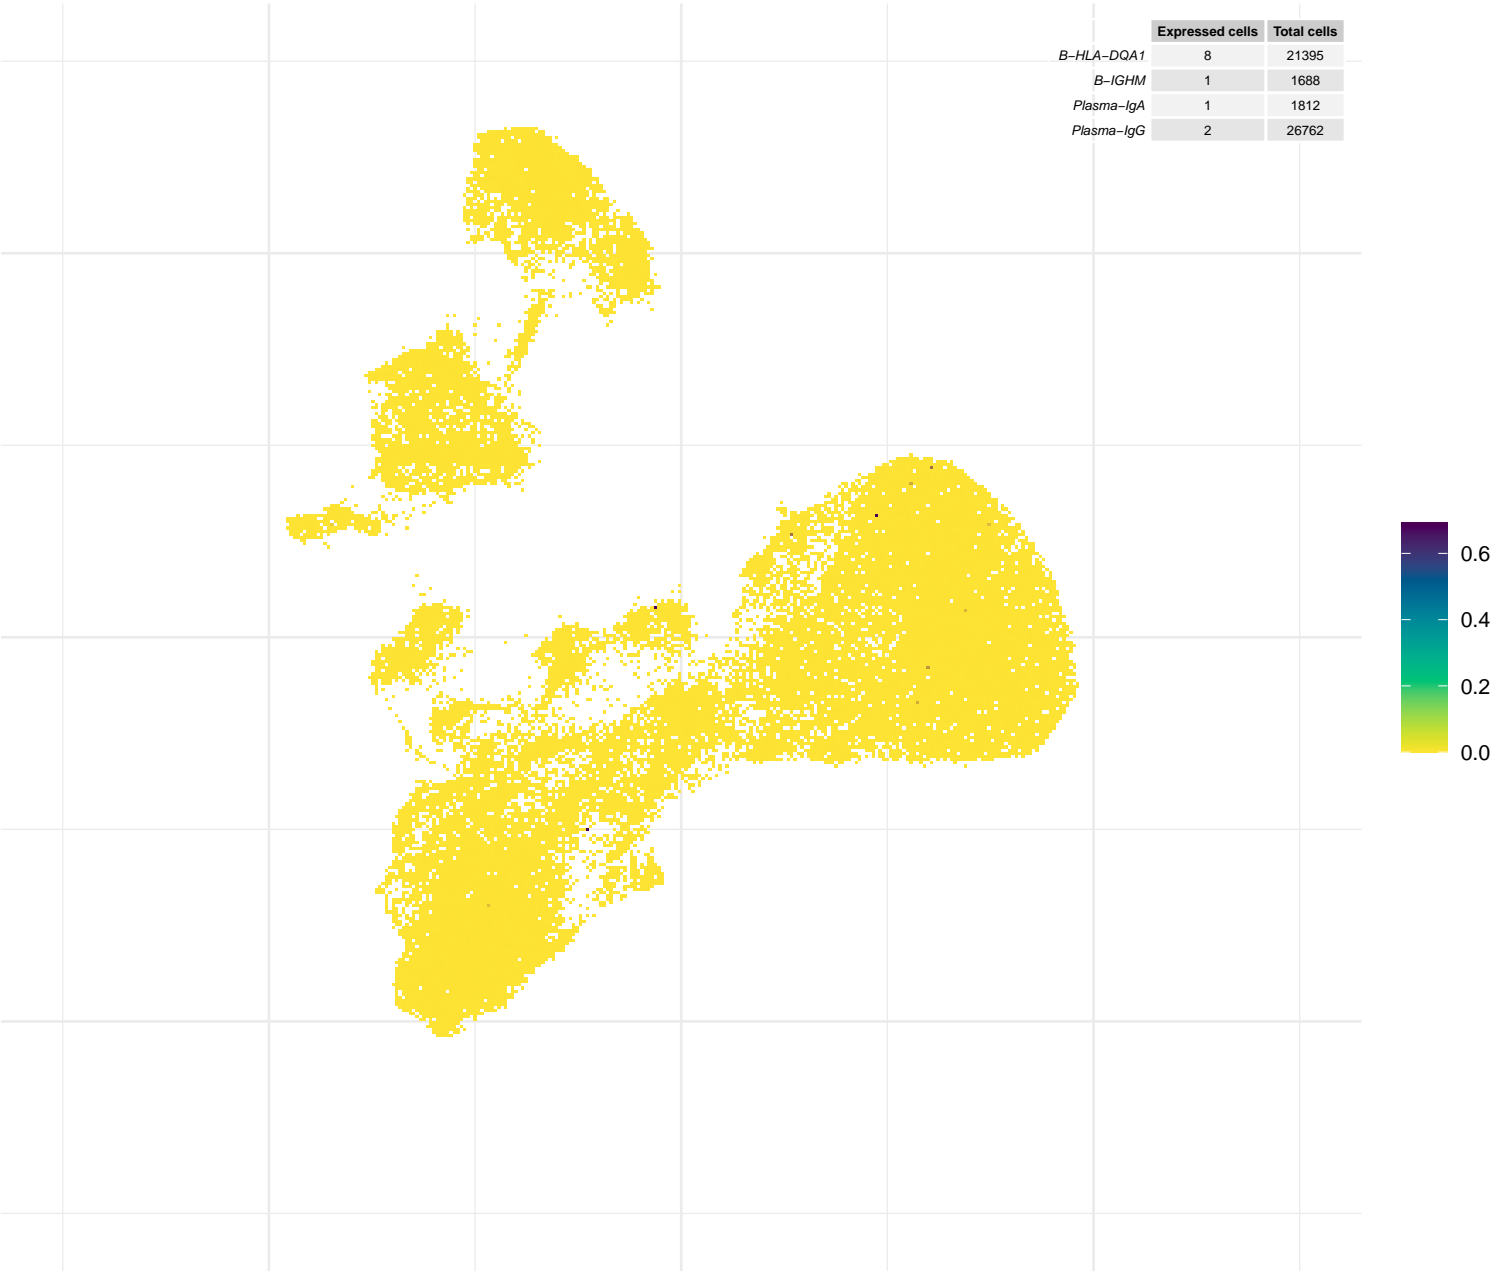 Expressed cells Total cells
B−HLA−DQA1 8 21395
B−IGHM 1 1688
Plasma−IgA 1 1812
Plasma−IgG 2 26762
0.6
0.4
0.2
0.0